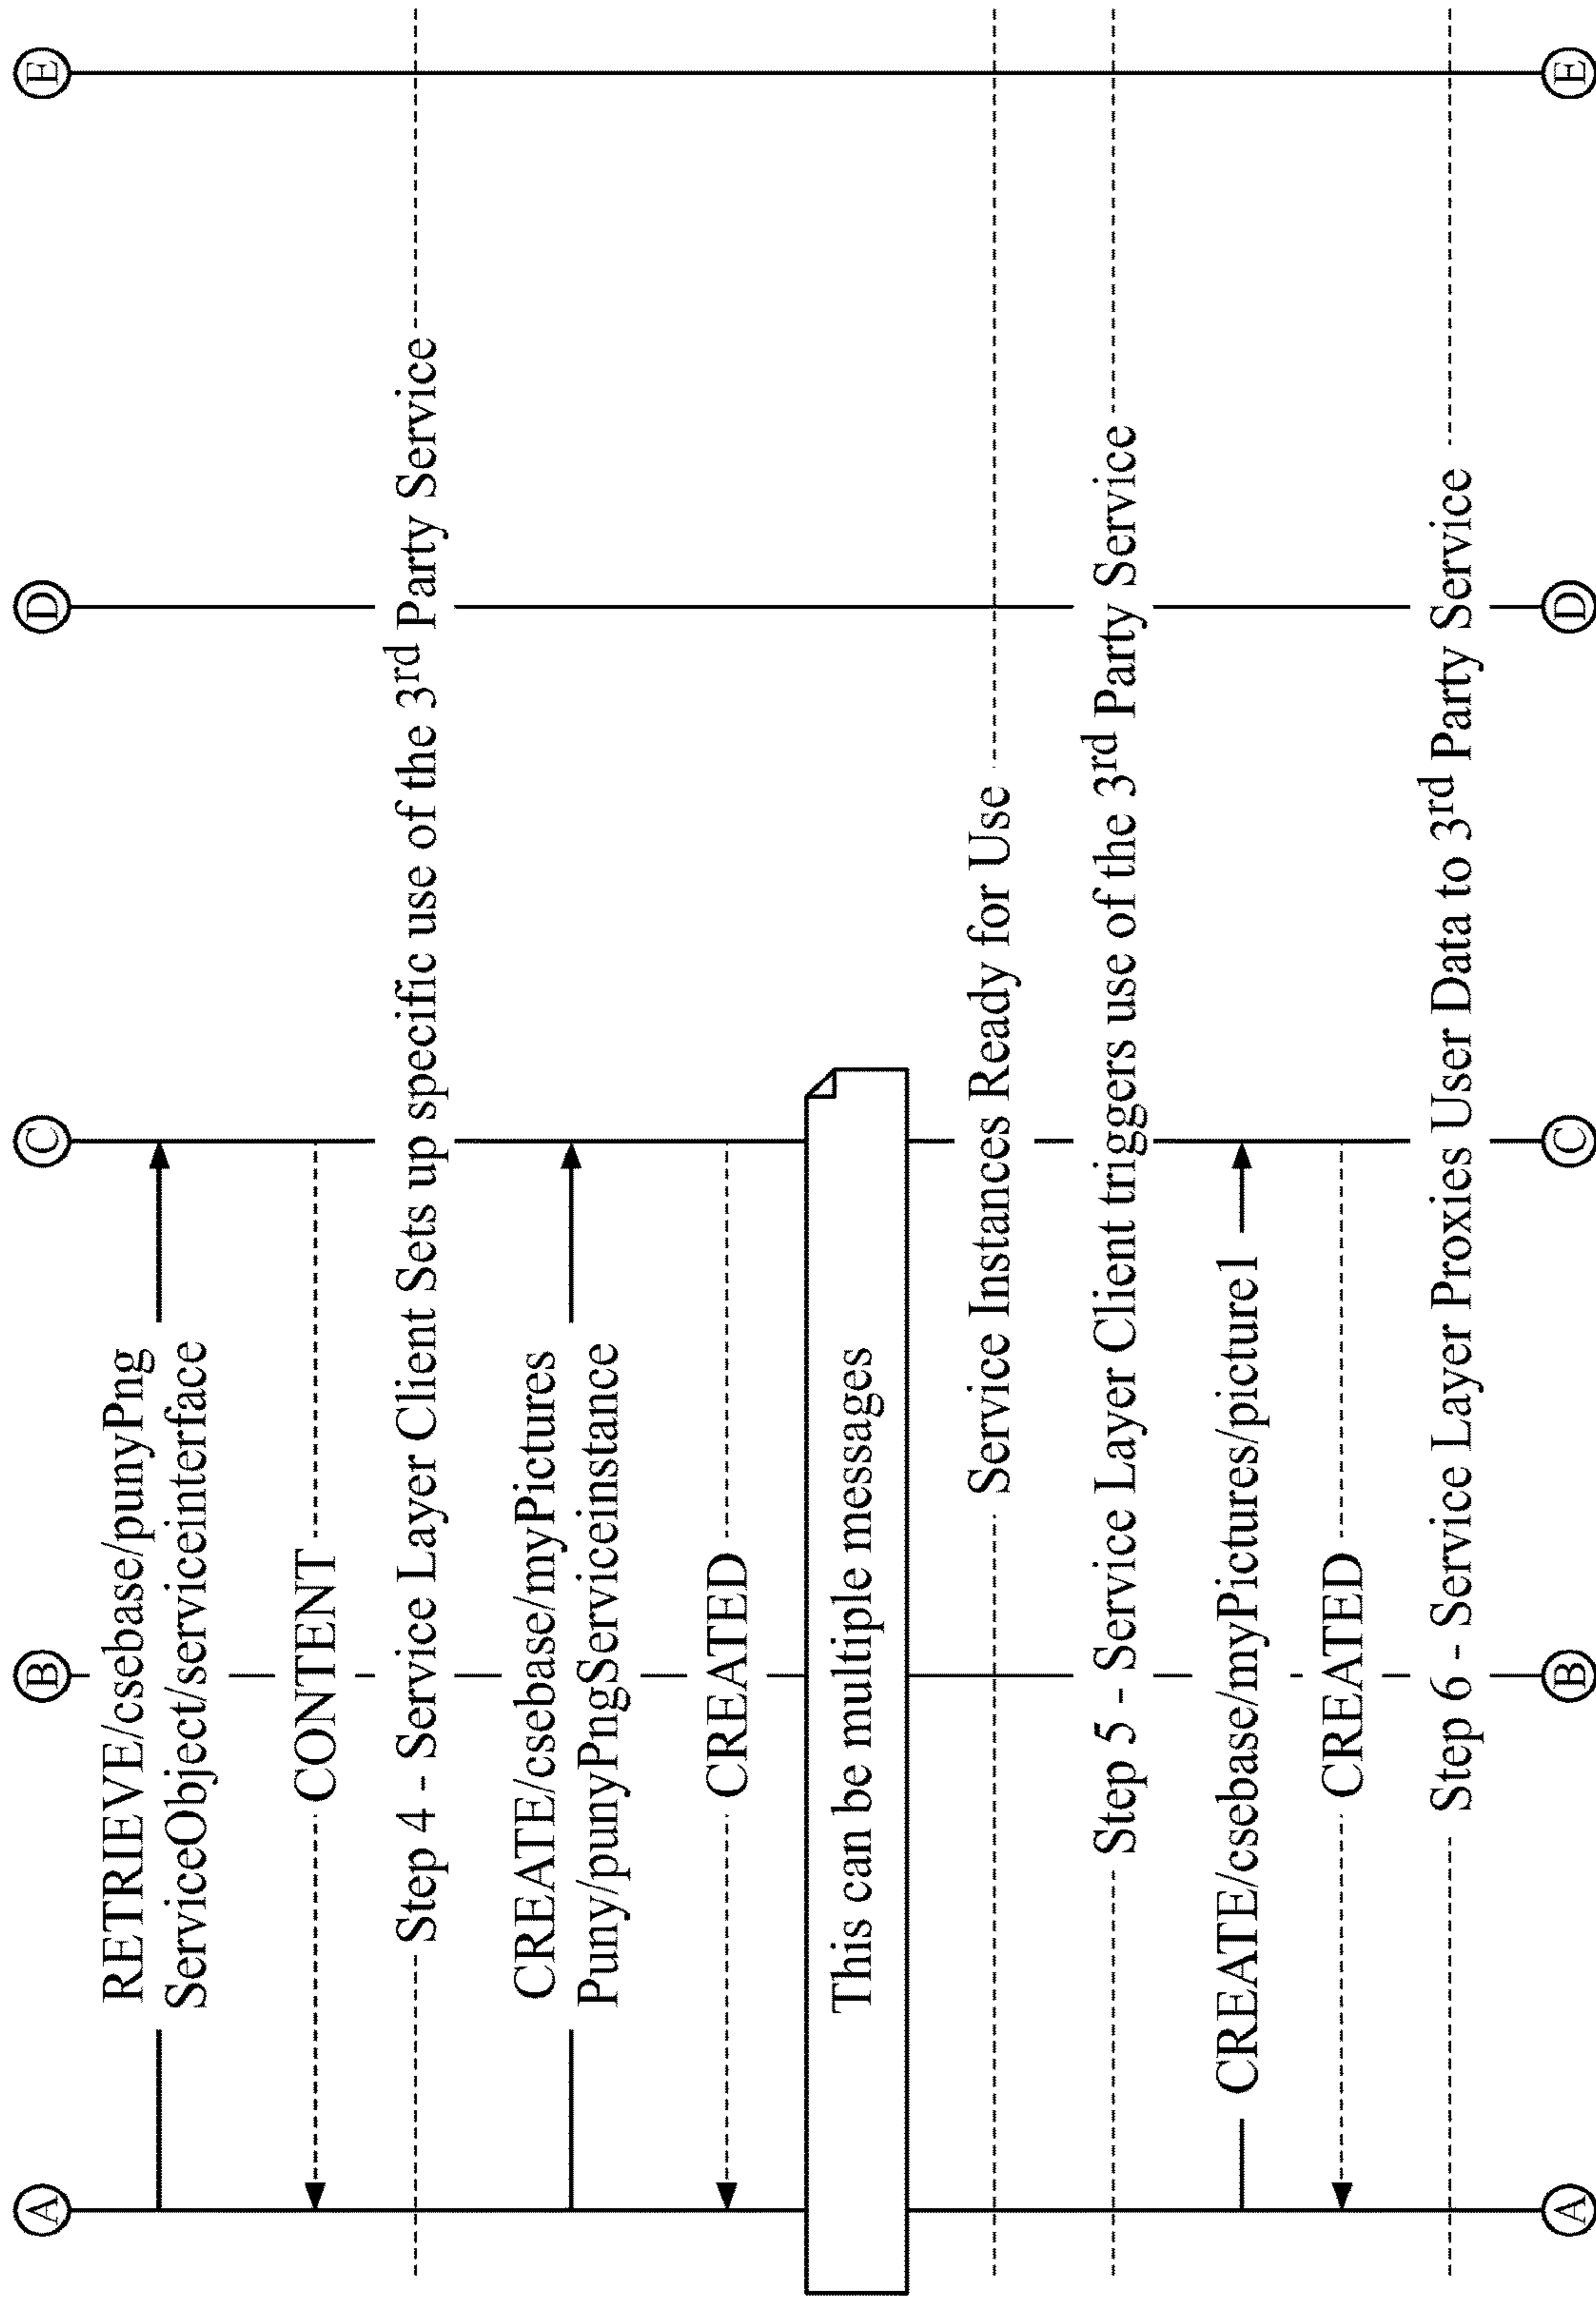 A
B
C
D
E
RETRIEVE/csebase/punyPng
ServiceObject/serviceinterface
CONTENT
Step 4 - Service Layer Client Sets up specific use of the 3rd Party Service
CREATE/csebase/myPictures
Puny/punyPngServiceinstance
CREATED
This can be multiple messages
Service Instances Ready for Use
Step 5 - Service Layer Client triggers use of the 3rd Party Service
CREATE/csebase/myPictures/picture1
CREATED
Step 6 - Service Layer Proxies User Data to 3rd Party Service
A
B
C
D
E